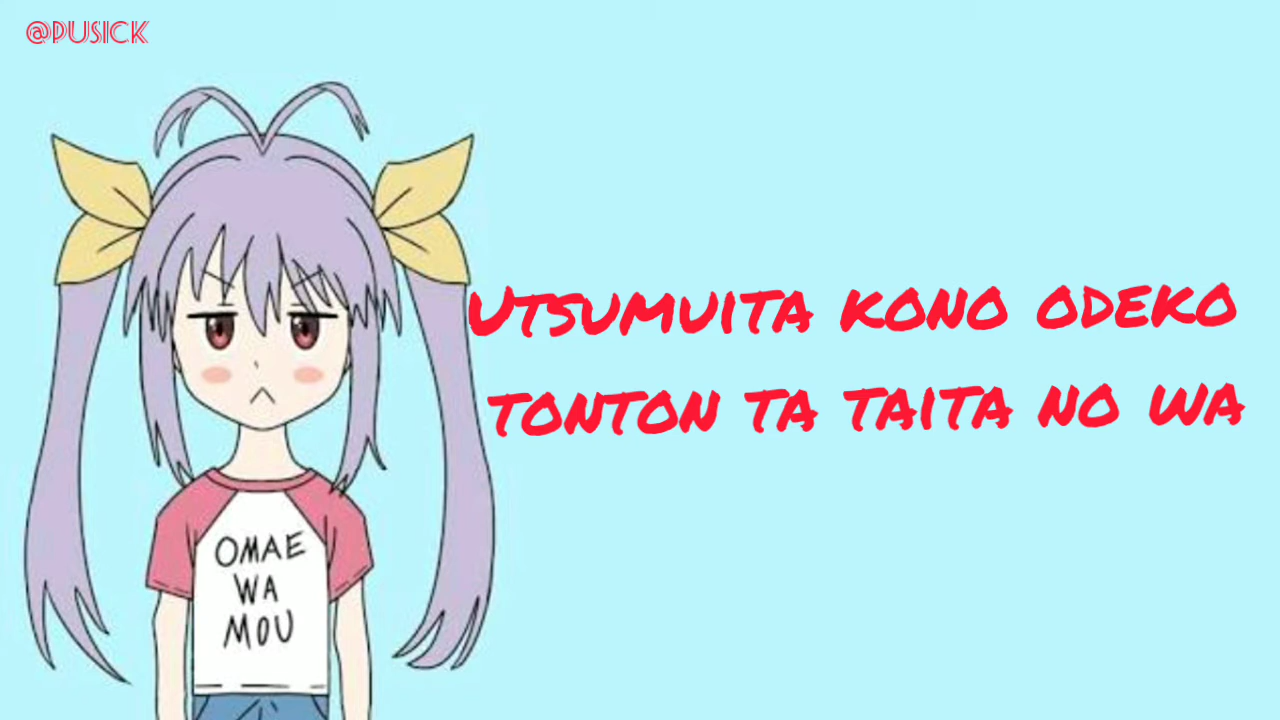 @PUSICK
Utsumuita kono odeko
tonton ta taita no wa
OMAE
WA
MOU